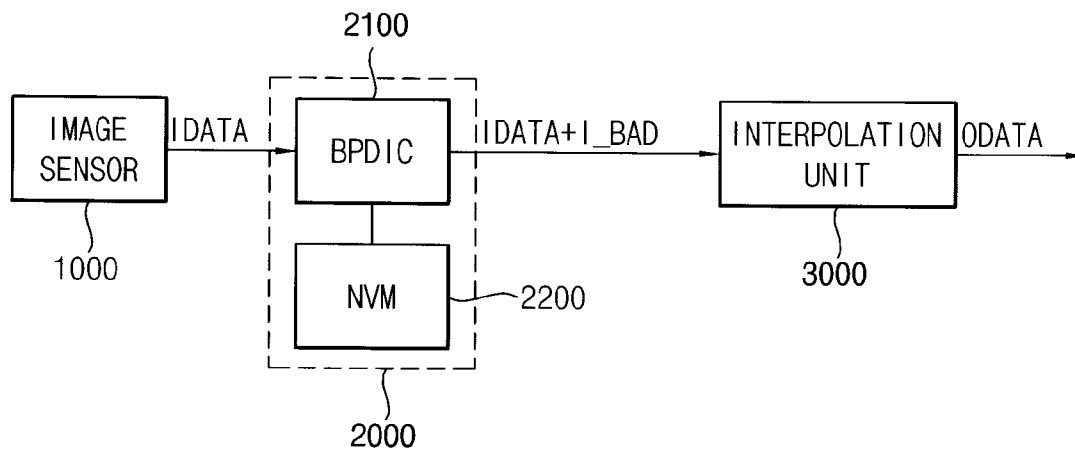 2100
IMAGE
SENSOR
IDATA
BPDIC
IDATA+I_BAD
INTERPOLATION
UNIT
ODATA
1000
NVM
2200
3000
2000